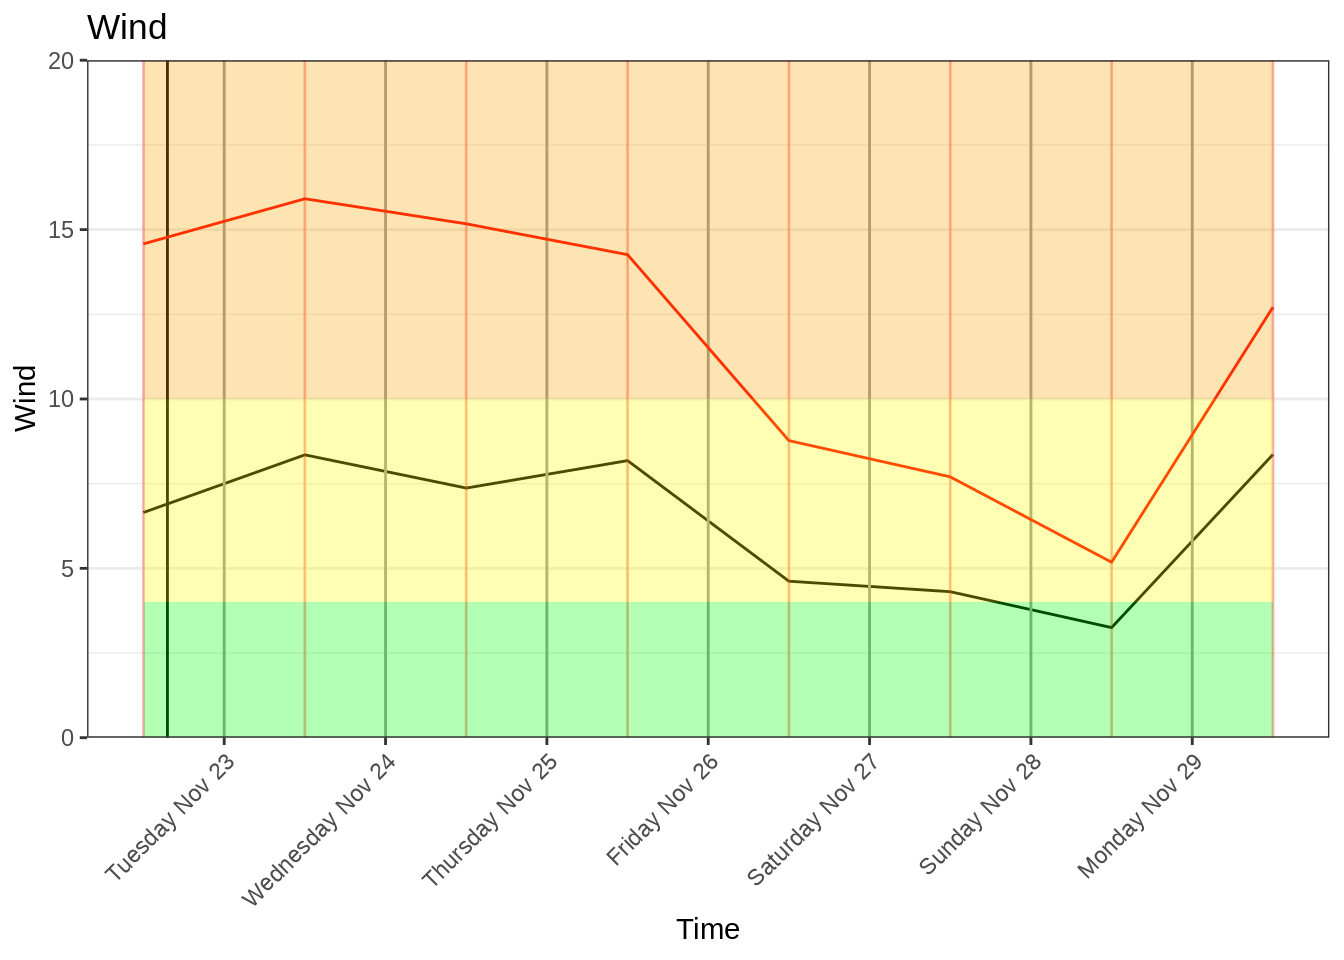 Wind
20
15
10
5
0
Wind
Tuesday Nov 23
Wednesday Nov 24
Thursday Nov 25
Friday Nov 26
Saturday Nov 27
Sunday Nov 28
Monday Nov 29
Time